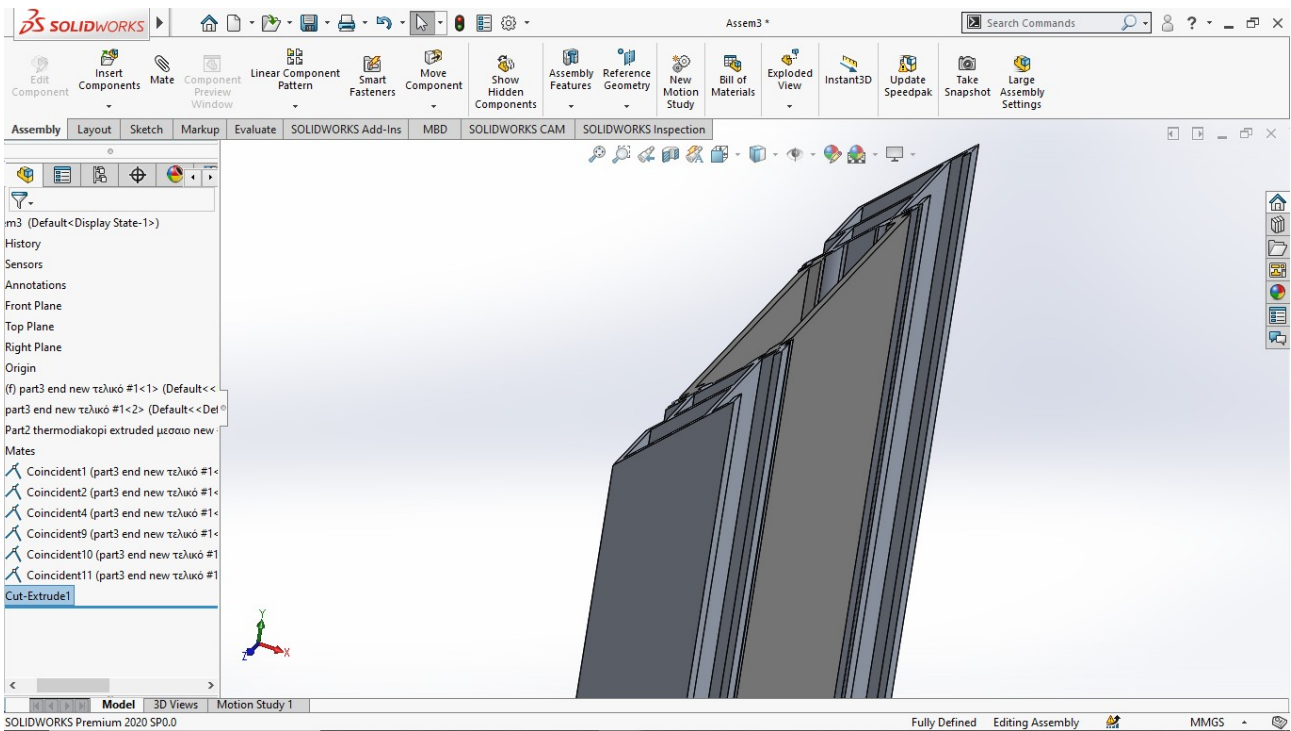 SOLIDWORKS
Assem3 *
Search Commands
Edit Component
Insert Components
Mate
Component Preview Window
Linear Component Pattern
Smart Fasteners
Move Component
Show Hidden Components
Assembly Features
Reference Geometry
New Motion Study
Bill of Materials
Exploded View
Instant3D
Update Speedpak
Take Snapshot
Large Assembly Settings
Assembly Layout Sketch Markup Evaluate SOLIDWORKS Add-Ins MBD SOLIDWORKS CAM SOLIDWORKS Inspection
em3 (Default<Display State-1>)
History
Sensors
Annotations
Front Plane
Top Plane
Right Plane
Origin
(f) part3 end new τελικό #1<1> (Default<<
part3 end new τελικό #1<2> (Default<<Def
Part2 thermodiakopi extruded μεσαιο new
Mates
Coincident1 (part3 end new τελικό #1<
Coincident2 (part3 end new τελικό #1<
Coincident4 (part3 end new τελικό #1<
Coincident9 (part3 end new τελικό #1<
Coincident10 (part3 end new τελικό #1
Coincident11 (part3 end new τελικό #1
Cut-Extrude1
Y
Z
X
Model 3D Views Motion Study 1
SOLIDWORKS Premium 2020 SP0.0
Fully Defined Editing Assembly MMGS